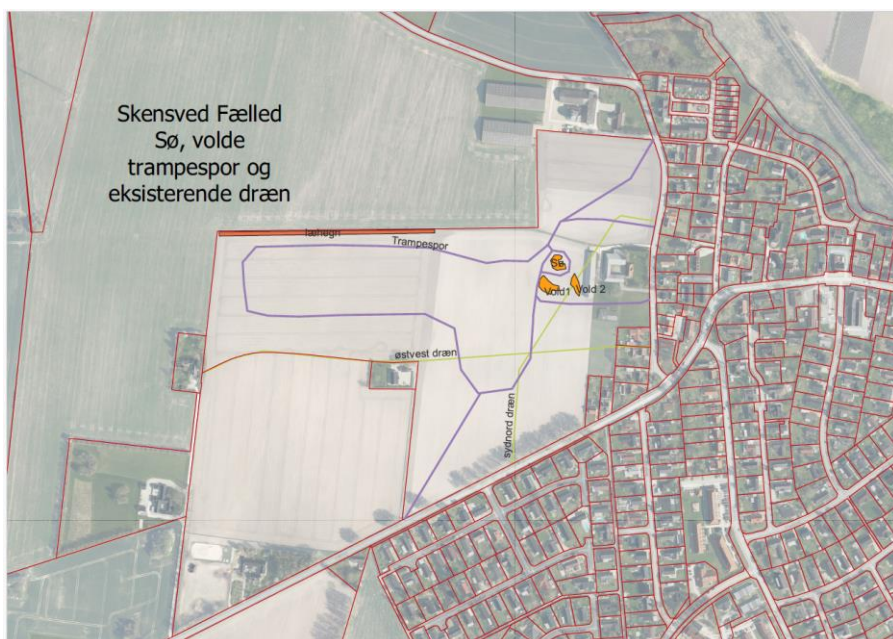 Skensved Fælled
Sø, volde
trampespor og
eksisterende dræn
læhegn
Trampespor
Sø
Vold1
Vold 2
østvest dræn
sydnord dræn